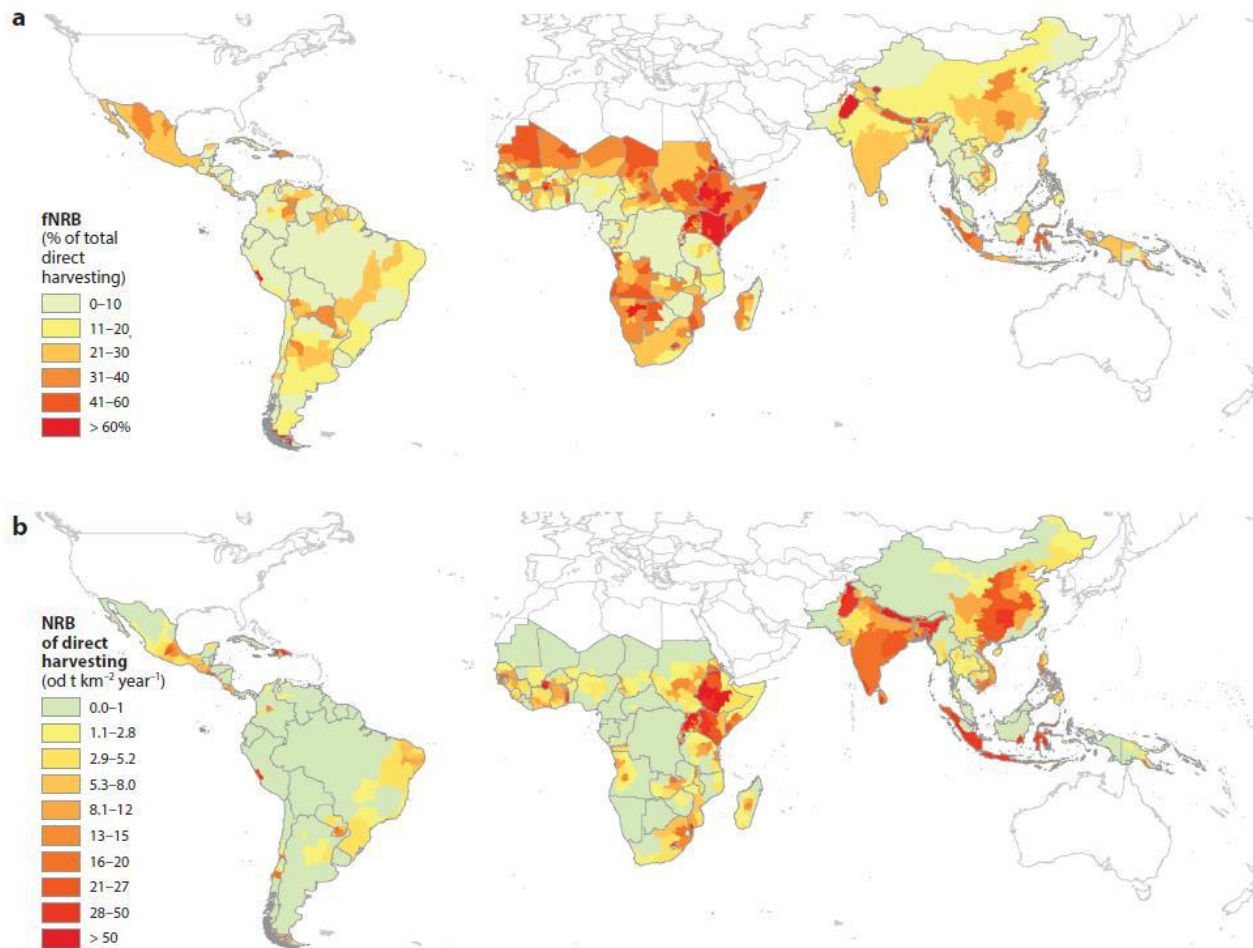 a
fNRB
(% of total
direct
harvesting)
0–10
11–20,
21–30
31–40
41–60
> 60%
b
NRB
of direct
harvesting
(od t km⁻² year⁻¹)
0.0–1
1.1–2.8
2.9–5.2
5.3–8.0
8.1–12
13–15
16–20
21–27
28–50
> 50